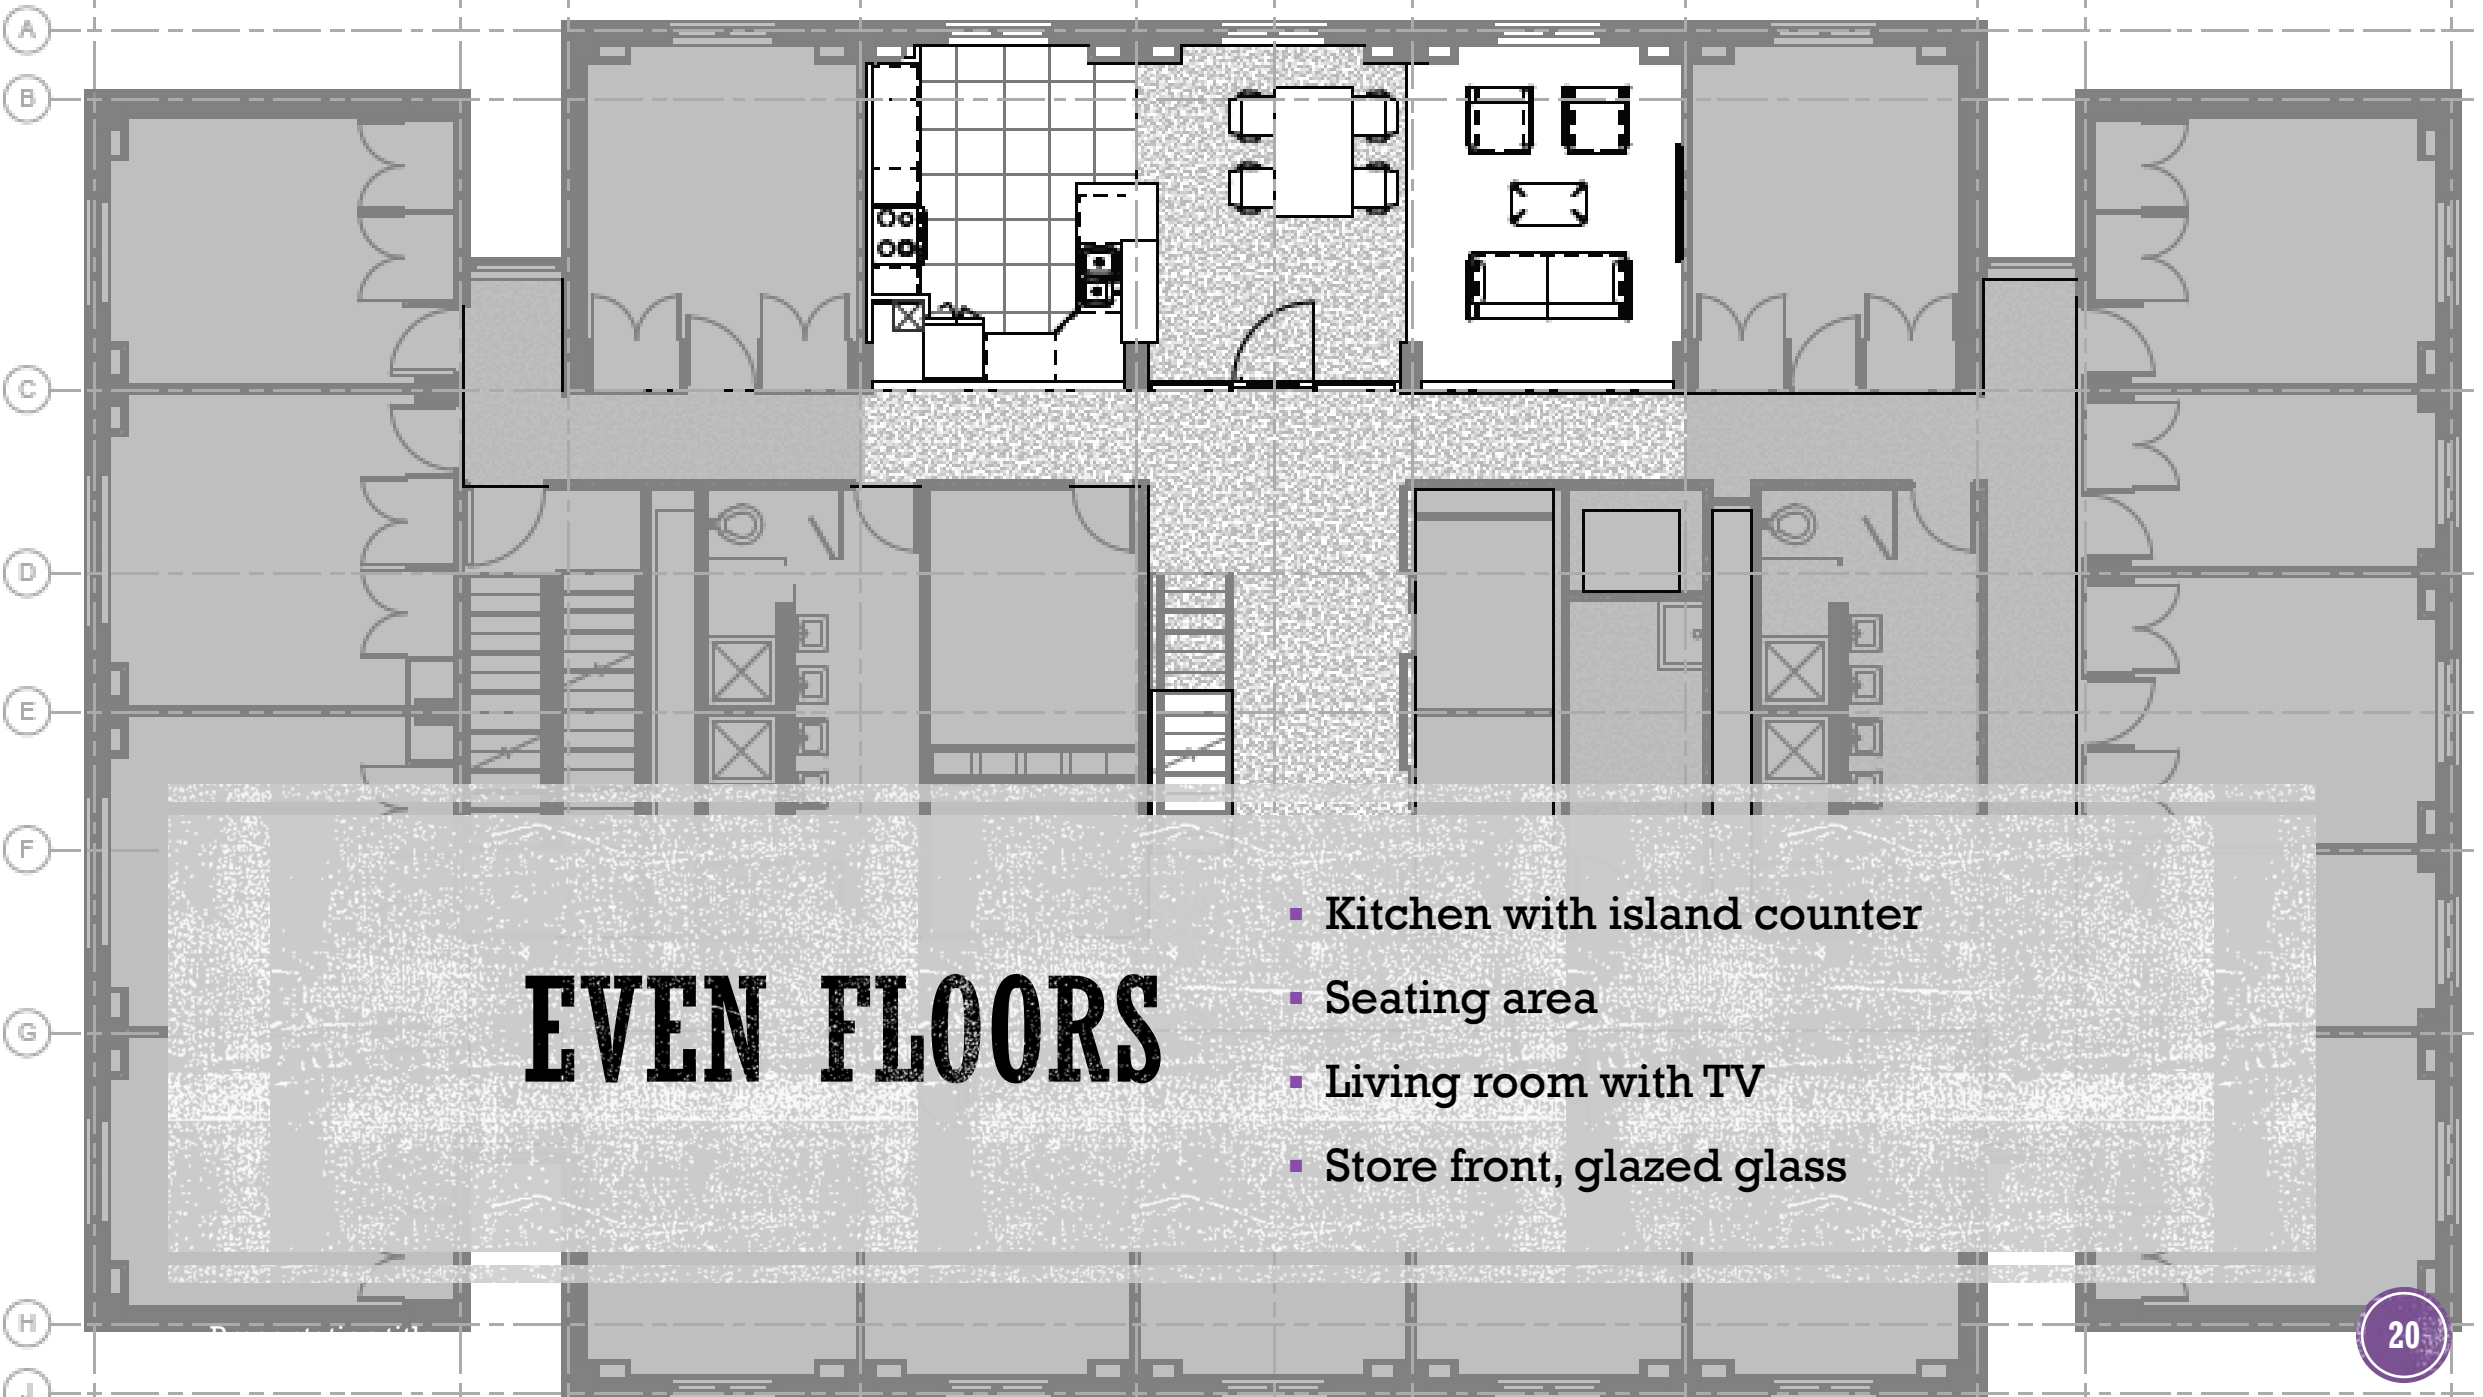 A
B
C
D
E
F
G
H
EVEN FLOORS
Kitchen with island counter
Seating area
Living room with TV
Store front, glazed glass
20